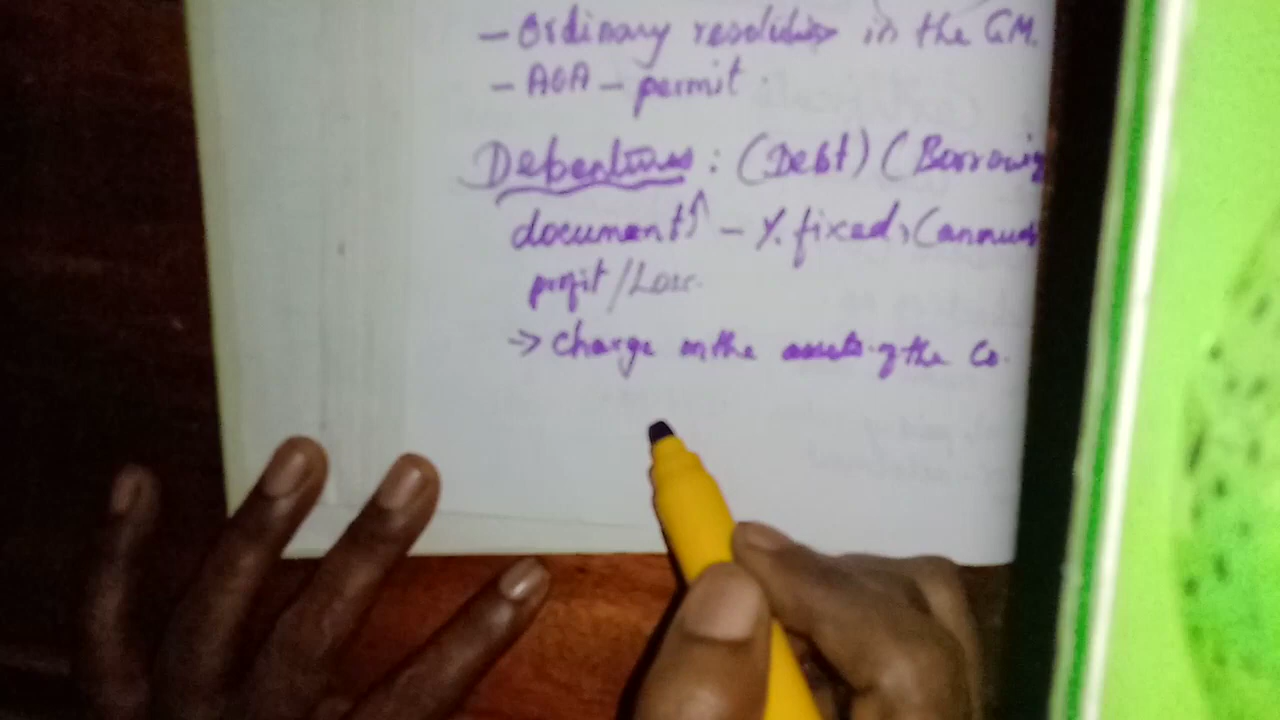 - Ordinary resolution in the GM.
- AOA - permit.
Debentures : (Debt) (Borrowing
documents - %. fixed, (annual
profit/Loss.
→ Charge on the assets of the Co.